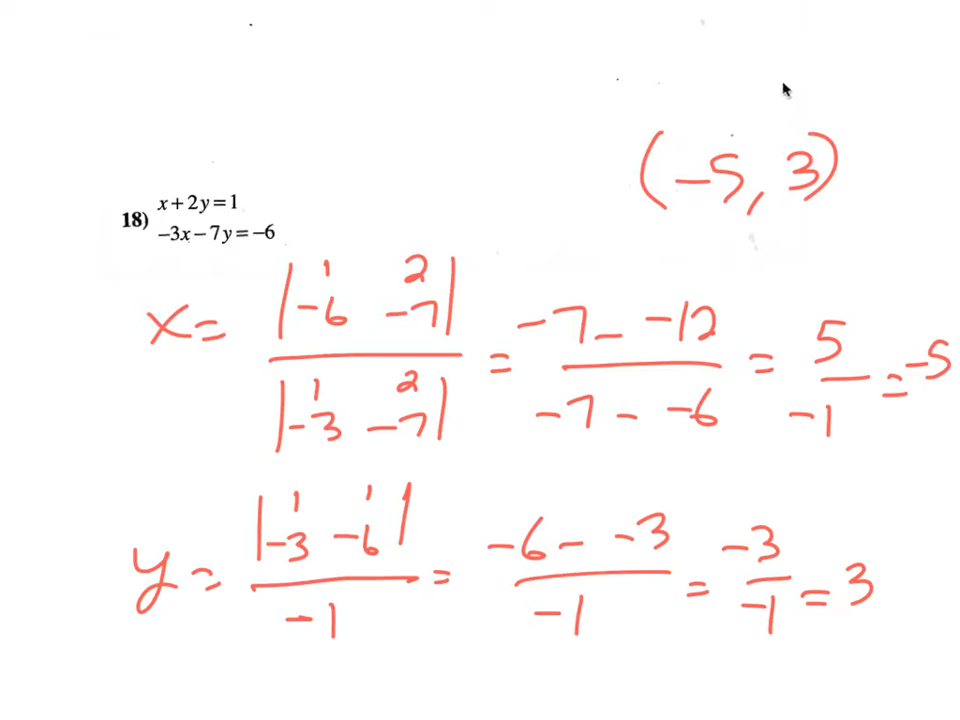 (-5, 3)
x+2y=1
18)
-3x-7y=-6
x= |1 2| = -7 - -12 = 5 = -5
|-6 -7|
|1 2| -7 - -6 -1
|-3 -7|
y= |1 1| = -6 - -3 = -3 = 3
|-3 -6|
-1 -1 -1